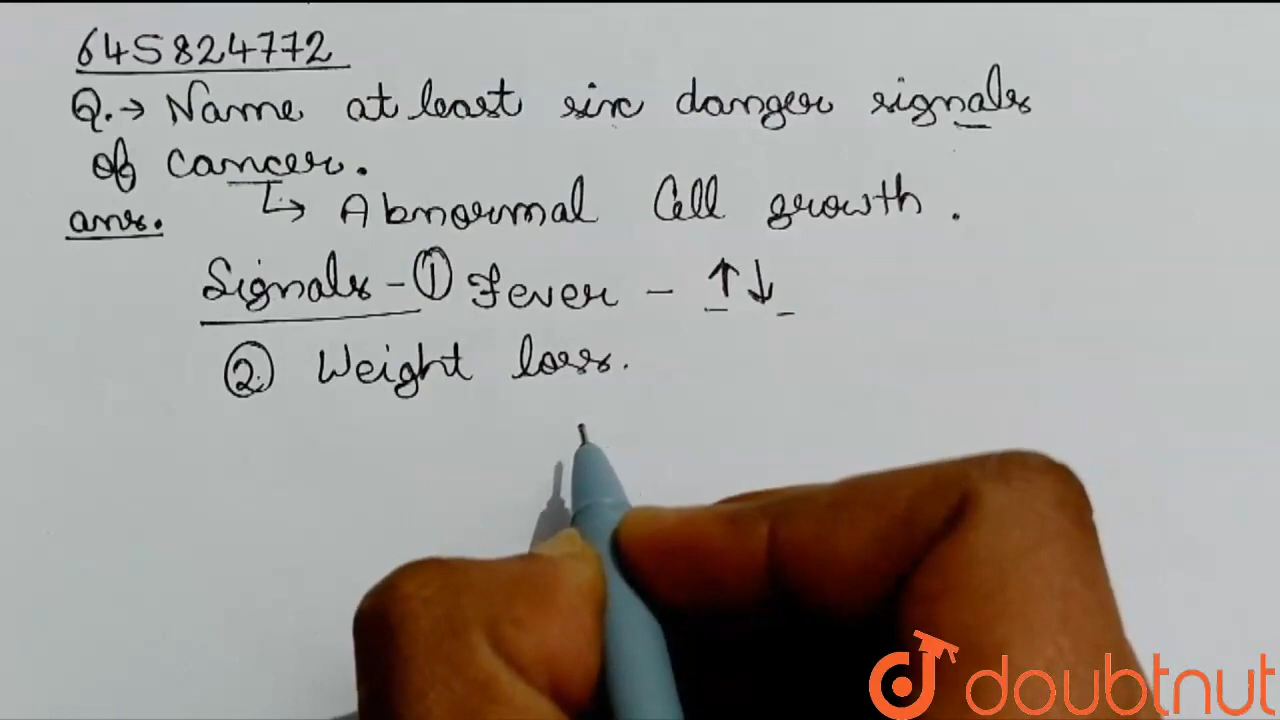 645824772
Q.→ Name at least six danger signals
of cancer.
↳ Abnormal Cell growth.
ans.
Signals - ① Fever - ↑↓
② Weight loss.
doubtnut